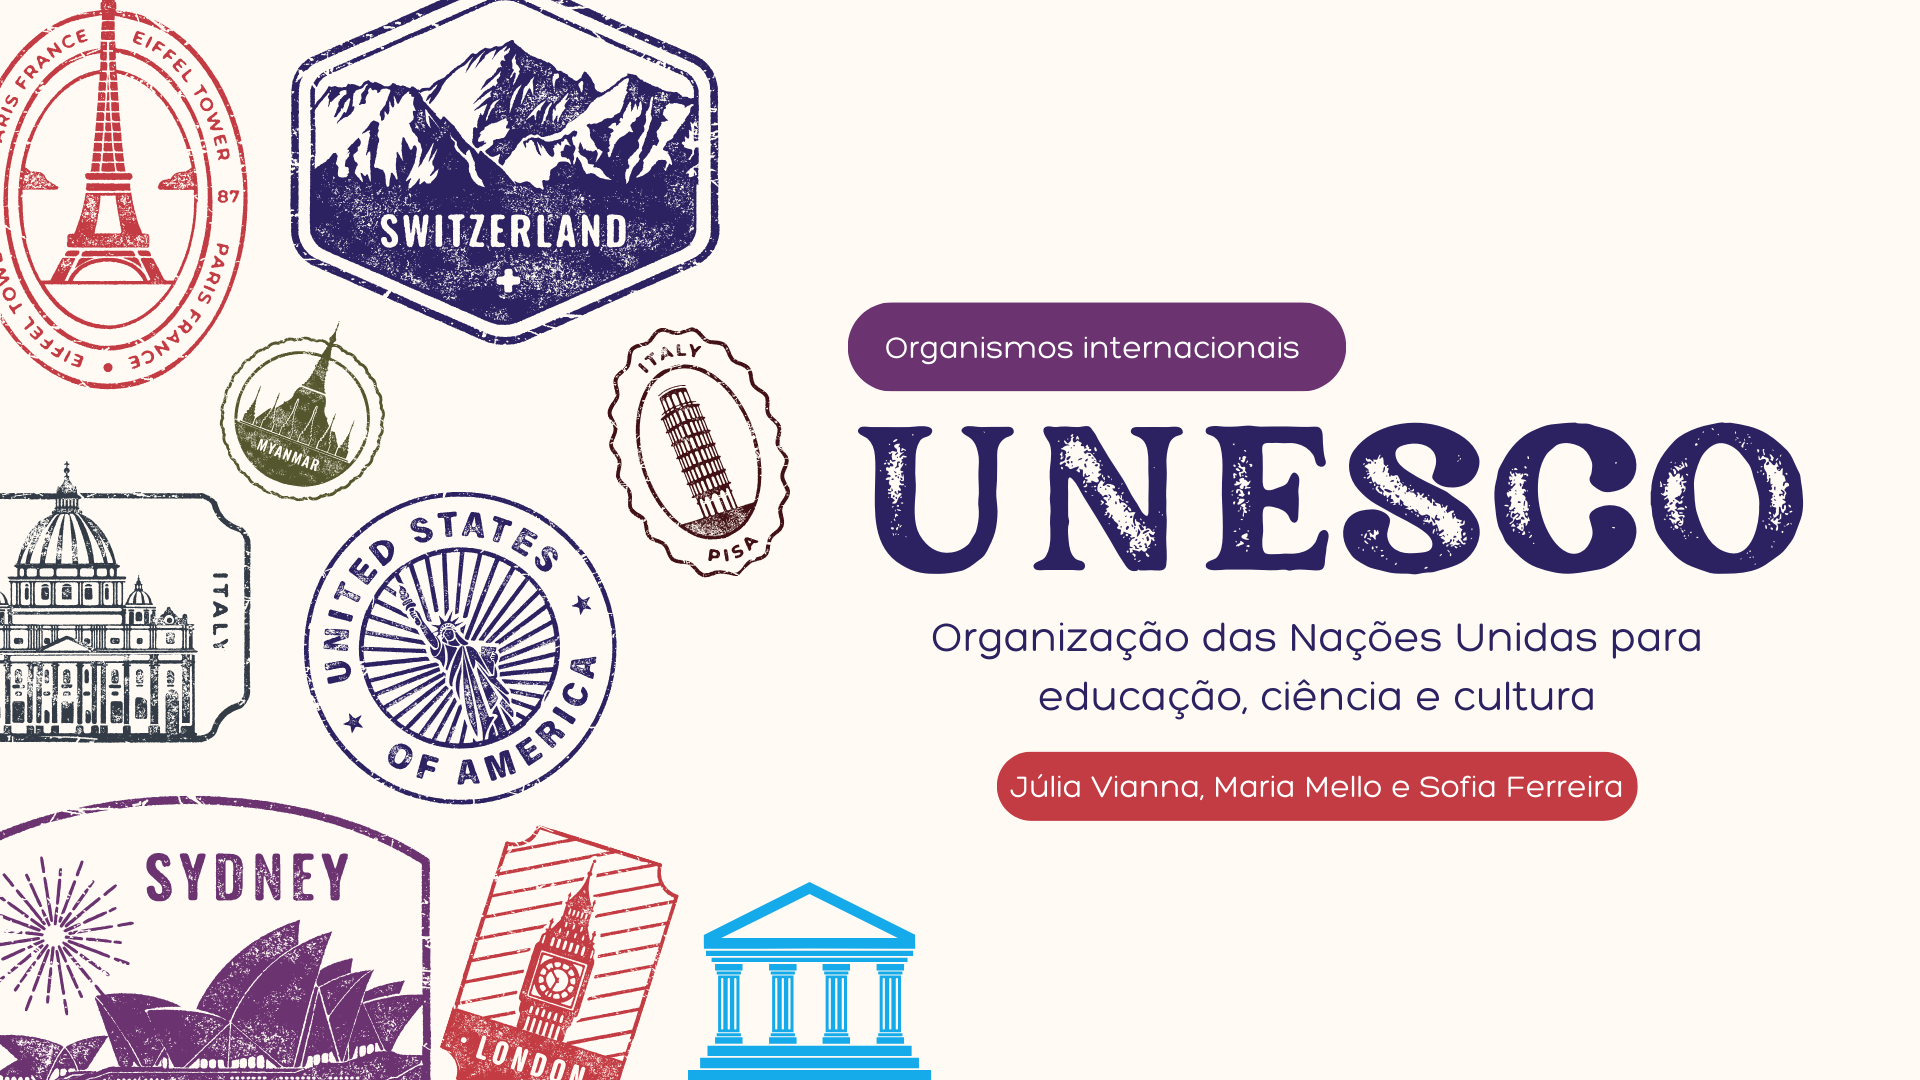 PARIS FRANCE
EIFFEL TOWER
87
PARIS FRANCE
EIFFEL TOWER
SWITZERLAND
MYANMAR
ITALY
PISA
ITALY
UNITED STATES
OF AMERICA
SYDNEY
LONDON
Organismos internacionais
UNESCO
Organização das Nações Unidas para
educação, ciência e cultura
Júlia Vianna, Maria Mello e Sofia Ferreira